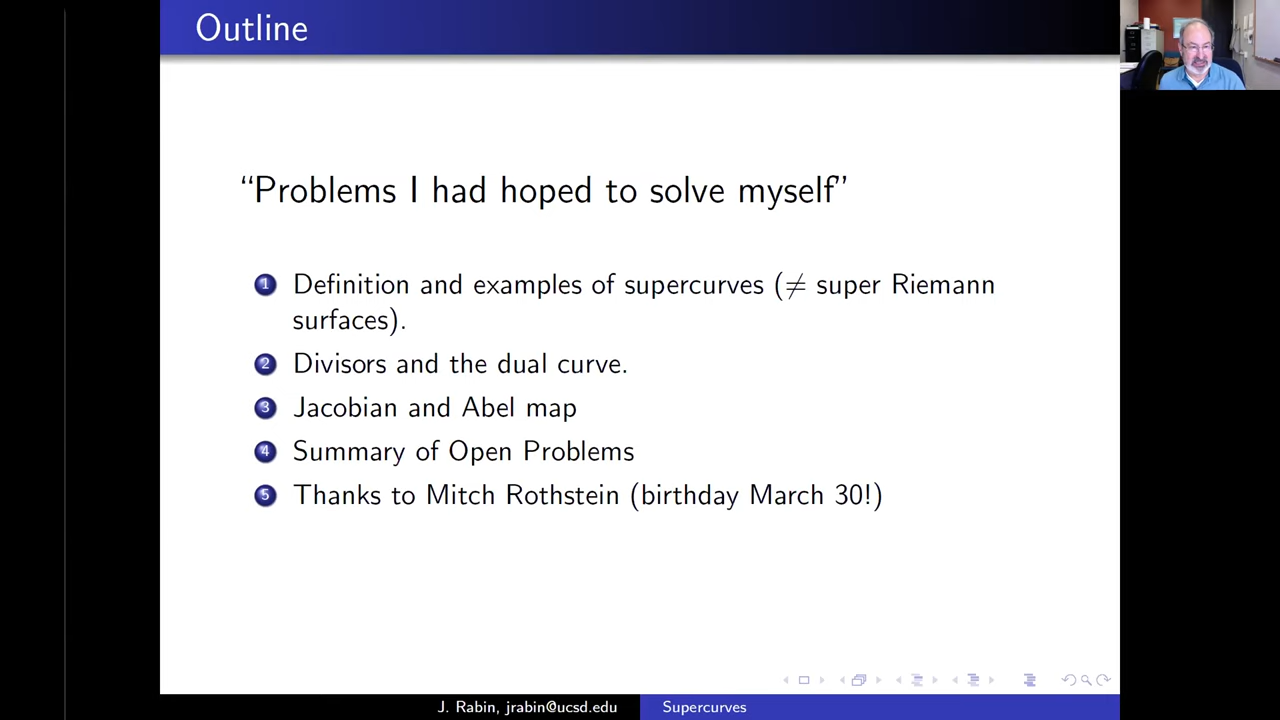 Outline
“Problems I had hoped to solve myself”
1 Definition and examples of supercurves (≠ super Riemann
surfaces).
2 Divisors and the dual curve.
3 Jacobian and Abel map
4 Summary of Open Problems
5 Thanks to Mitch Rothstein (birthday March 30!)
J. Rabin, jrabin@ucsd.edu
Supercurves